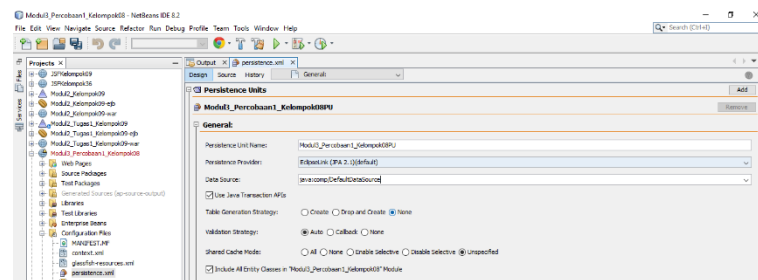 Modul3_Percobaan1_Kelompok08 - NetBeans IDE 8.2
File Edit View Navigate Source Refactor Run Debug Profile Team Tools Window Help
Search (Ctrl+I)
Projects
Output
persistence.xml
Files
Services
Design Source History General
JSFKelompok09
JSFKelompok36
Modul2_Kelompok09
Modul2_Kelompok09-ejb
Modul2_Kelompok09-war
Modul2_Tugas1_Kelompok09
Modul2_Tugas1_Kelompok09-ejb
Modul2_Tugas1_Kelompok09-war
Modul3_Percobaan1_Kelompok08
Web Pages
Source Packages
Test Packages
Generated Sources (ap-source-output)
Libraries
Test Libraries
Enterprise Beans
Configuration Files
MANIFEST.MF
context.xml
glassfish-resources.xml
persistence.xml
Persistence Units
Add
Modul3_Percobaan1_Kelompok08PU
Remove
General:
Persistence Unit Name: Modul3_Percobaan1_Kelompok08PU
Persistence Provider: EclipseLink (JPA 2.1)(default)
Data Source: java:comp/DefaultDataSource
Use Java Transaction APIs
Table Generation Strategy: Create Drop and Create None
Validation Strategy: Auto Callback None
Shared Cache Mode: All None Enable Selective Disable Selective Unspecified
Include All Entity Classes in "Modul3_Percobaan1_Kelompok08" Module